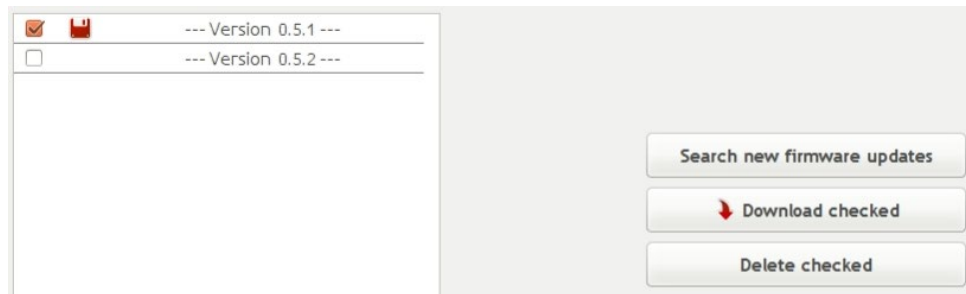 --- Version 0.5.1 ---
--- Version 0.5.2 ---
Search new firmware updates
Download checked
Delete checked